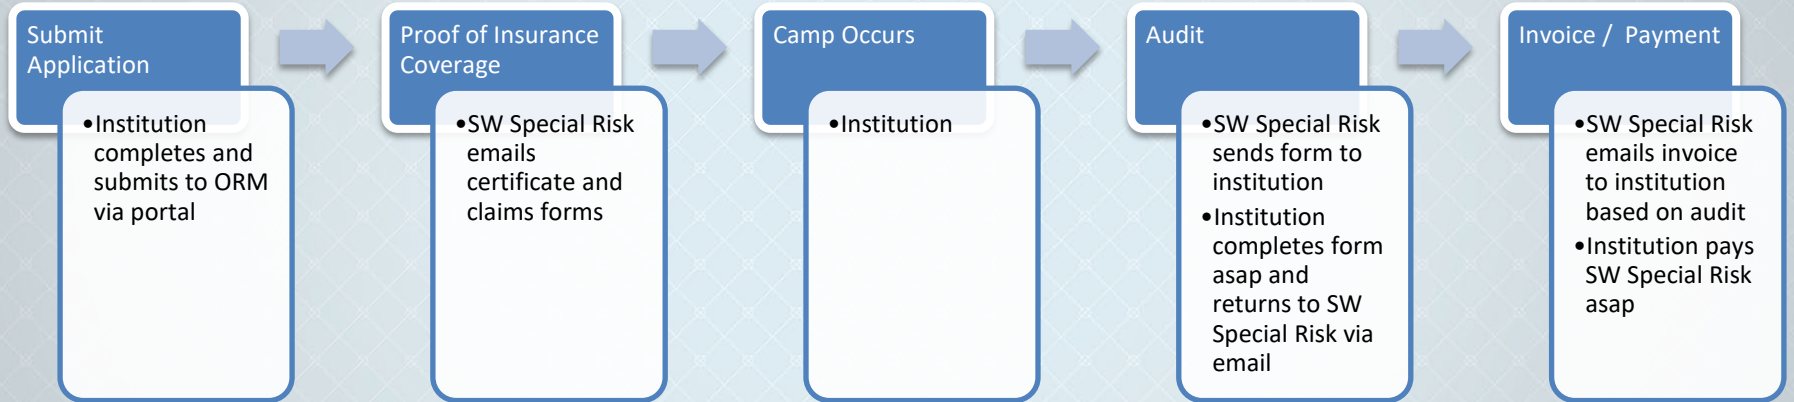 Submit
Application
•Institution
completes and
submits to ORM
via portal
Proof of Insurance
Coverage
•SW Special Risk
emails
certificate and
claims forms
Camp Occurs
•Institution
Audit
•SW Special Risk
sends form to
institution
•Institution
completes form
asap and
returns to SW
Special Risk via
email
Invoice / Payment
•SW Special Risk
emails invoice
to institution
based on audit
•Institution pays
SW Special Risk
asap